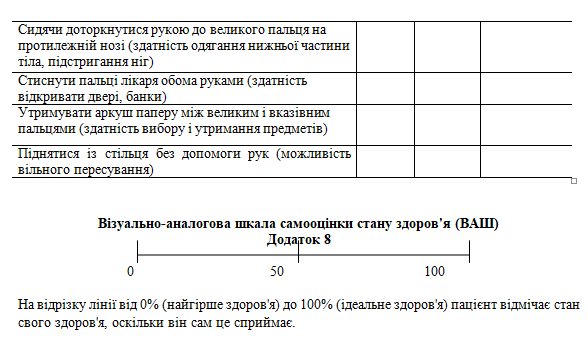 Сидячи доторкнутися рукою до великого пальця на
протилежній нозі (здатність одягання нижньої частини
тіла, підстригання ніг)
Стиснути пальці лікаря обома руками (здатність
відкривати двері, банки)
Утримувати аркуш паперу між великим і вказівним
пальцями (здатність вибору і утримання предметів)
Піднятися із стільця без допомоги рук (можливість
вільного пересування)
Візуально-аналогова шкала самооцінки стану здоров'я (ВАШ)
Додаток 8
0 50 100
На відрізку лінії від 0% (найгірше здоров'я) до 100% (ідеальне здоров'я) пацієнт відмічає стан
свого здоров'я, оскільки він сам це сприймає.